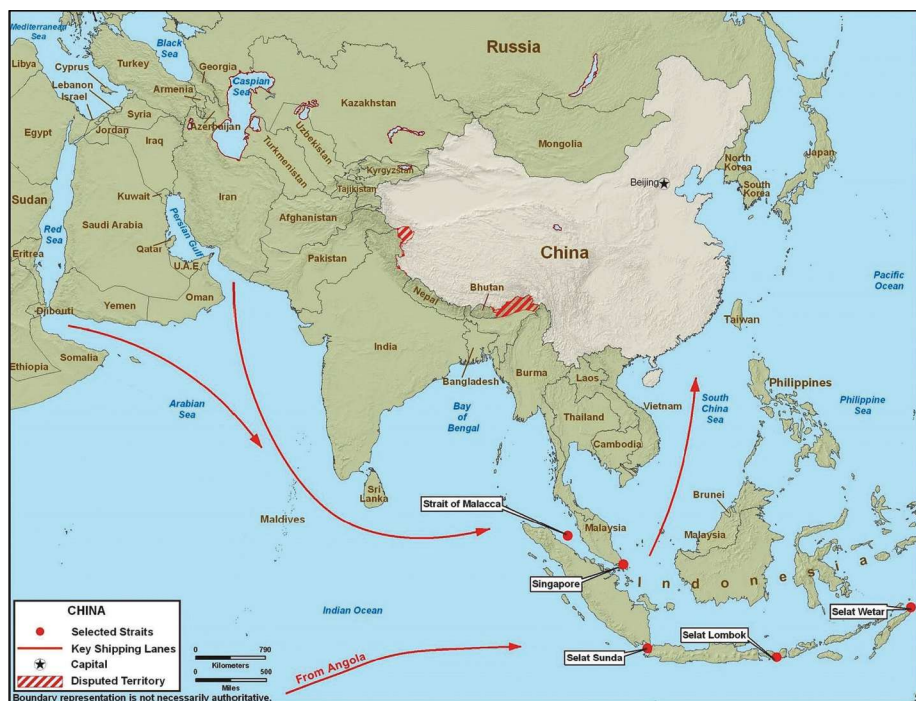 Mediterranean
Sea
Black
Sea
Russia
Libya
Cyprus
Turkey
Georgia
Caspian
Sea
Lebanon
Israel
Armenia
Kazakhstan
Syria
Azerbaijan
Uzbekistan
Mongolia
Egypt
Jordan
Iraq
Turkmenistan
Kyrgyzstan
Tajikistan
Beijing
North
Korea
South
Korea
Japan
Sudan
Kuwait
Iran
Afghanistan
Saudi Arabia
Persian Gulf
Red
Sea
Qatar
Pakistan
China
Eritrea
U.A.E.
Nepal
Bhutan
Pacific
Ocean
Yemen
Oman
Djibouti
Taiwan
India
Burma
Ethiopia
Somalia
Bangladesh
Laos
Philippines
Arabian
Sea
Bay
of
Bengal
Thailand
Vietnam
South
China
Sea
Philippine
Sea
Cambodia
Sri
Lanka
Strait of Malacca
Brunei
Maldives
Malaysia
Malaysia
Singapore
Indonesia
Indian Ocean
Selat Wetar
Selat Lombok
Selat Sunda
From Angola
CHINA
Selected Straits
Key Shipping Lanes
Capital
Disputed Territory
0 790
Kilometers
0 500
Miles
Boundary representation is not necessarily authoritative.